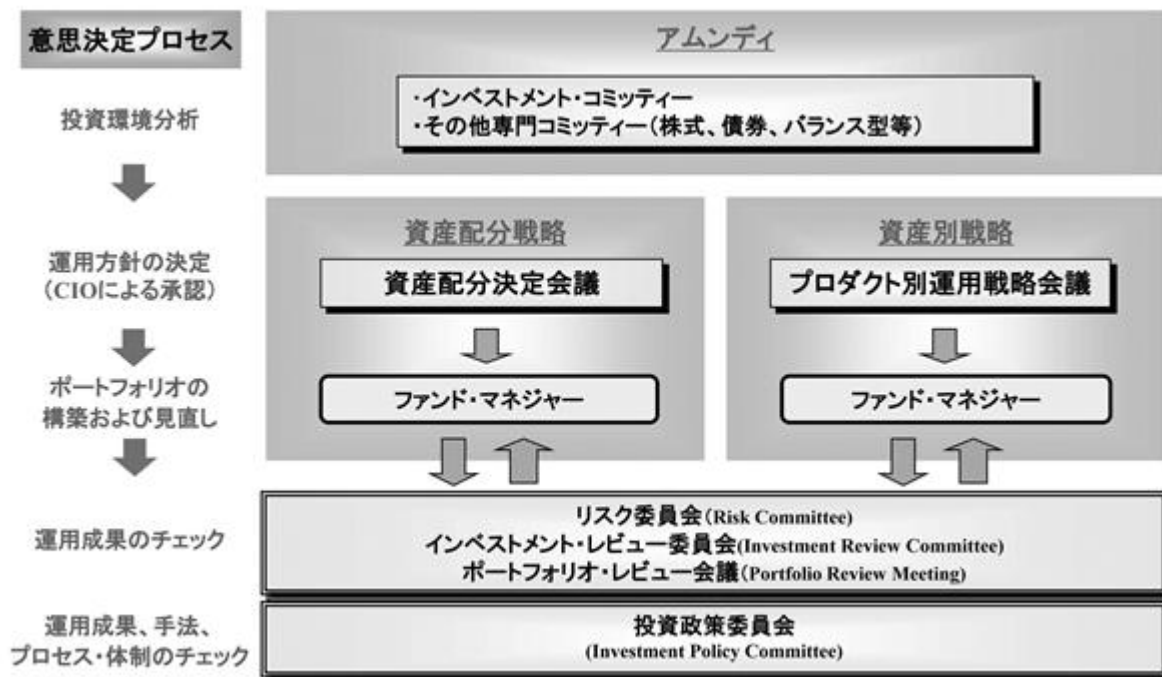 意思決定プロセス
アムンディ
投資環境分析
・インベストメント・コミッティー
・その他専門コミッティー（株式、債券、バランス型等）
運用方針の決定
（CIOによる承認）
資産配分戦略
資産配分決定会議
資産別戦略
プロダクト別運用戦略会議
ポートフォリオの
構築および見直し
ファンド・マネジャー
ファンド・マネジャー
運用成果のチェック
リスク委員会（Risk Committee）
インベストメント・レビュー委員会(Investment Review Committee)
ポートフォリオ・レビュー会議（Portfolio Review Meeting)
運用成果、手法、
プロセス・体制のチェック
投資政策委員会
(Investment Policy Committee)